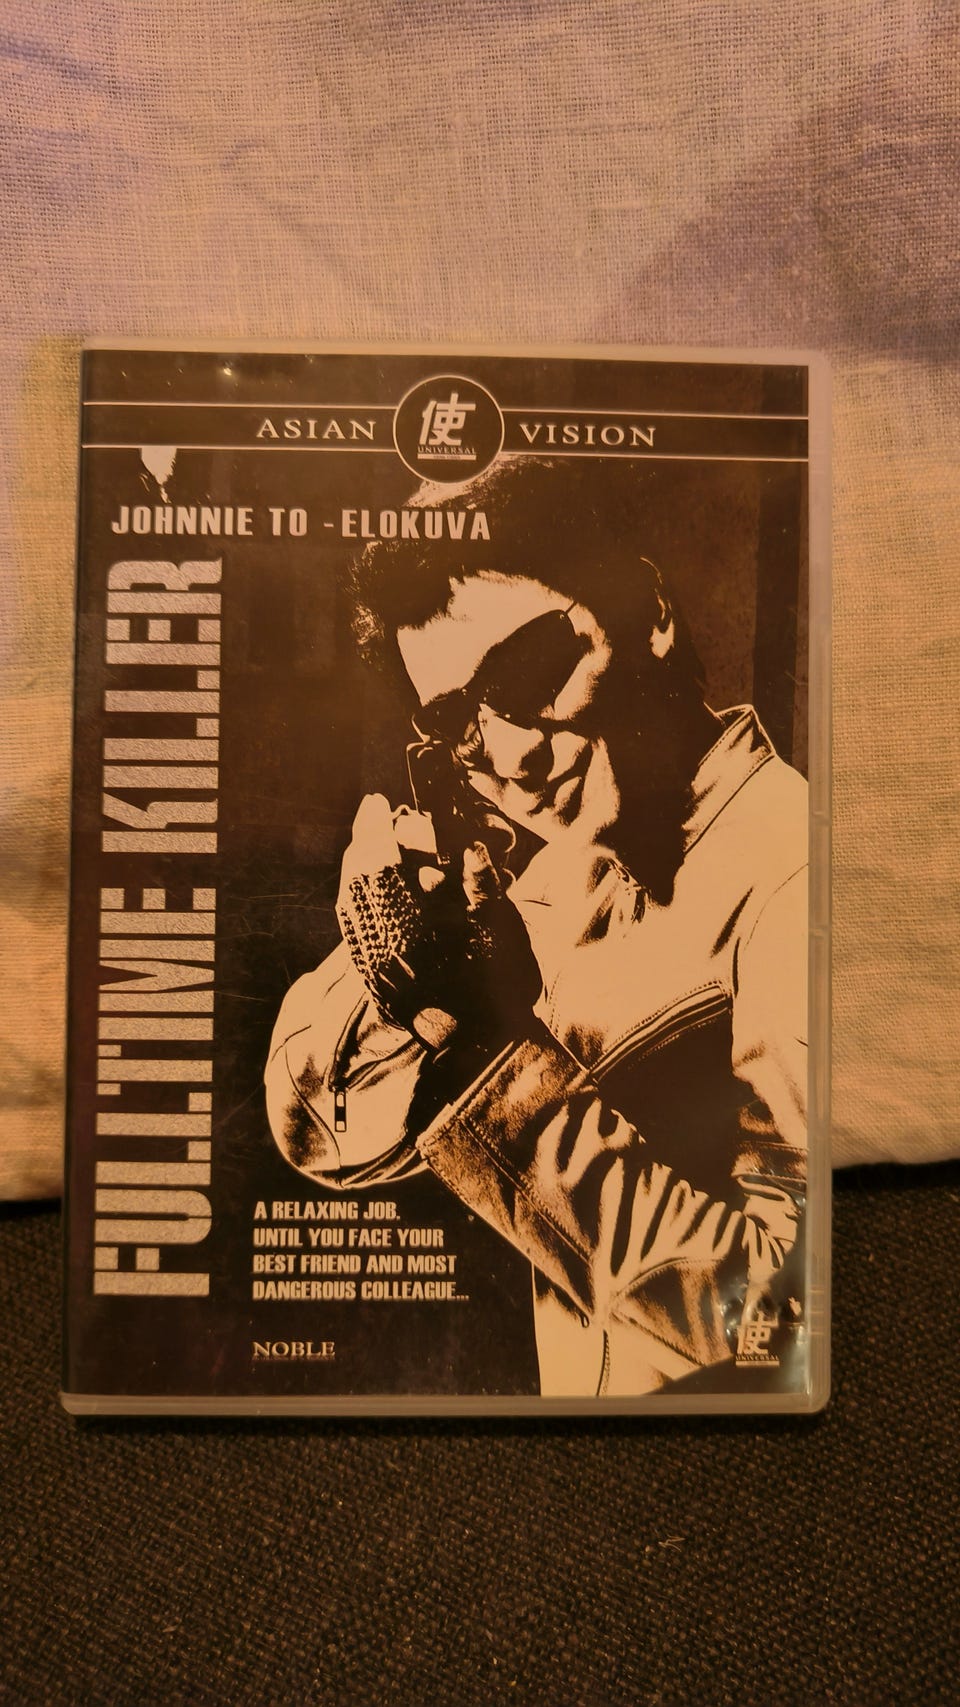 ASIAN 使 VISION
UNIVERSAL
JOHNNIE TO - ELOKUVA
FULLTIME KILLER
A RELAXING JOB.
UNTIL YOU FACE YOUR
BEST FRIEND AND MOST
DANGEROUS COLLEAGUE...
NOBLE
使
UNIVERSAL